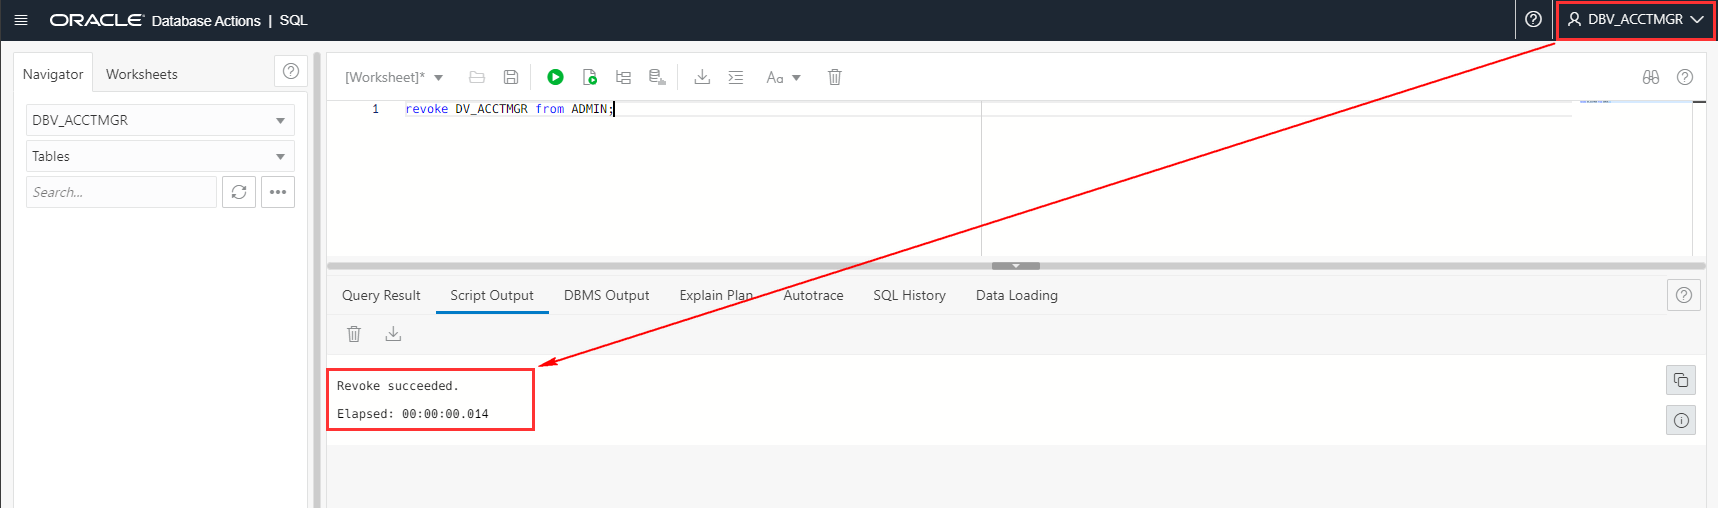 ORACLE Database Actions | SQL
DBV_ACCTMGR
Navigator
Worksheets
[Worksheet]*
Aa
DBV_ACCTMGR
Tables
Search...
1 revoke DV_ACCTMGR from ADMIN;
Query Result
Script Output
DBMS Output
Explain Plan
Autotrace
SQL History
Data Loading
Revoke succeeded.
Elapsed: 00:00:00.014